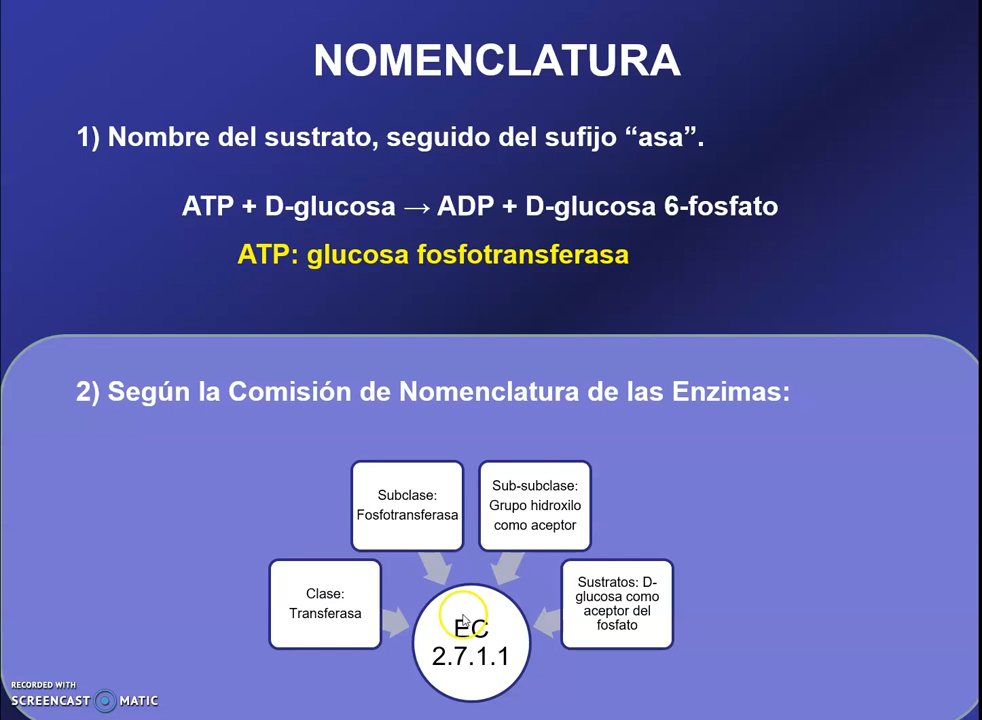 NOMENCLATURA
1) Nombre del sustrato, seguido del sufijo “asa”.
ATP + D-glucosa → ADP + D-glucosa 6-fosfato
ATP: glucosa fosfotransferasa
2) Según la Comisión de Nomenclatura de las Enzimas:
Clase:
Transferasa
Subclase:
Fosfotransferasa
Sub-subclase:
Grupo hidroxilo
como aceptor
Sustratos: D-
glucosa como
aceptor del
fosfato
EC
2.7.1.1
RECORDED WITH
SCREENCAST MATIC